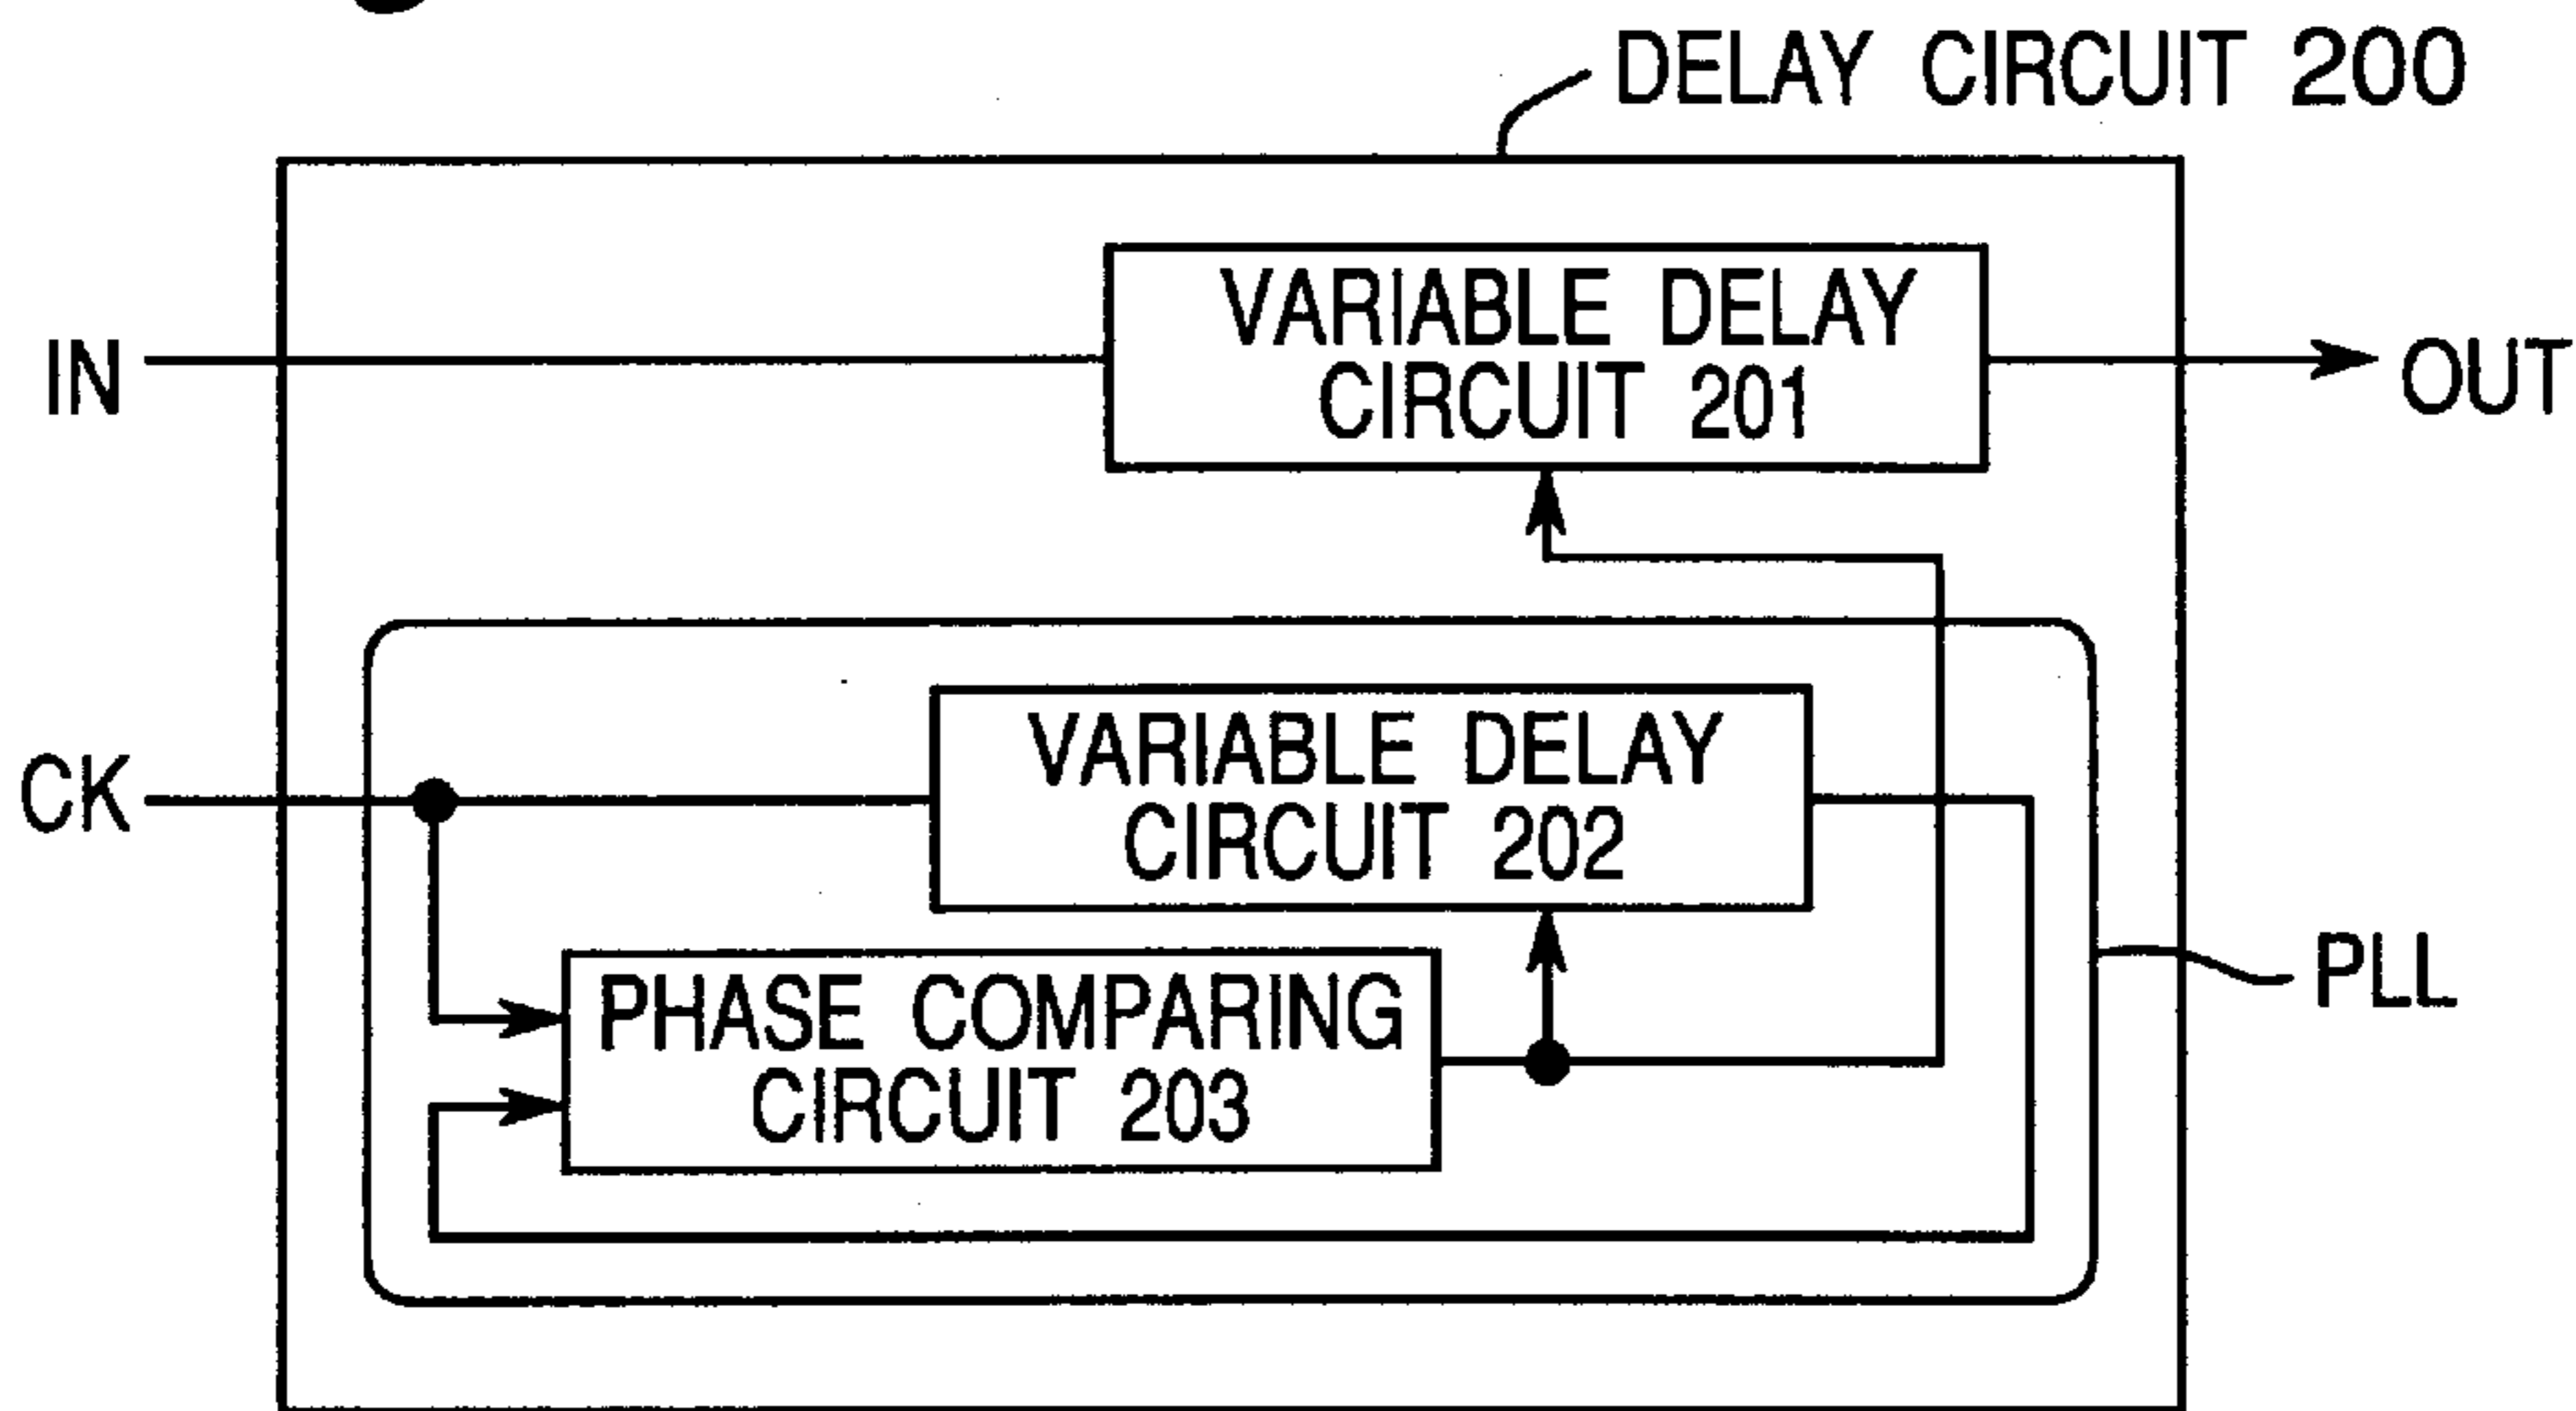 DELAY CIRCUIT 200
VARIABLE DELAY
CIRCUIT 201
IN
OUT
VARIABLE DELAY
CIRCUIT 202
CK
PHASE COMPARING
CIRCUIT 203
PLL